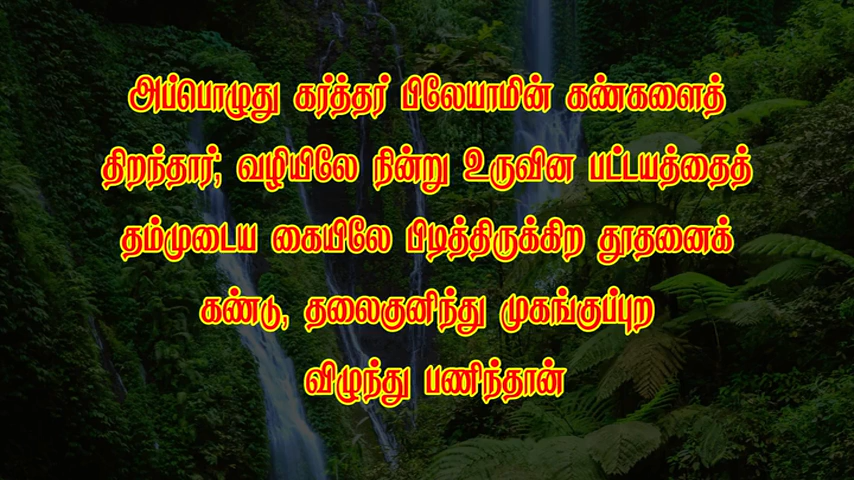 அப்பொழுது கர்த்தர் பிலேயாமின் கண்களைத்
திறந்தார்; வழியிலே நின்று உருவின பட்டயத்தைத்
தம்முடைய கையிலே பிடித்திருக்கிற தூதனைக்
கண்டு, தலைகுனிந்து முகங்குப்புற
விழுந்து பணிந்தான்